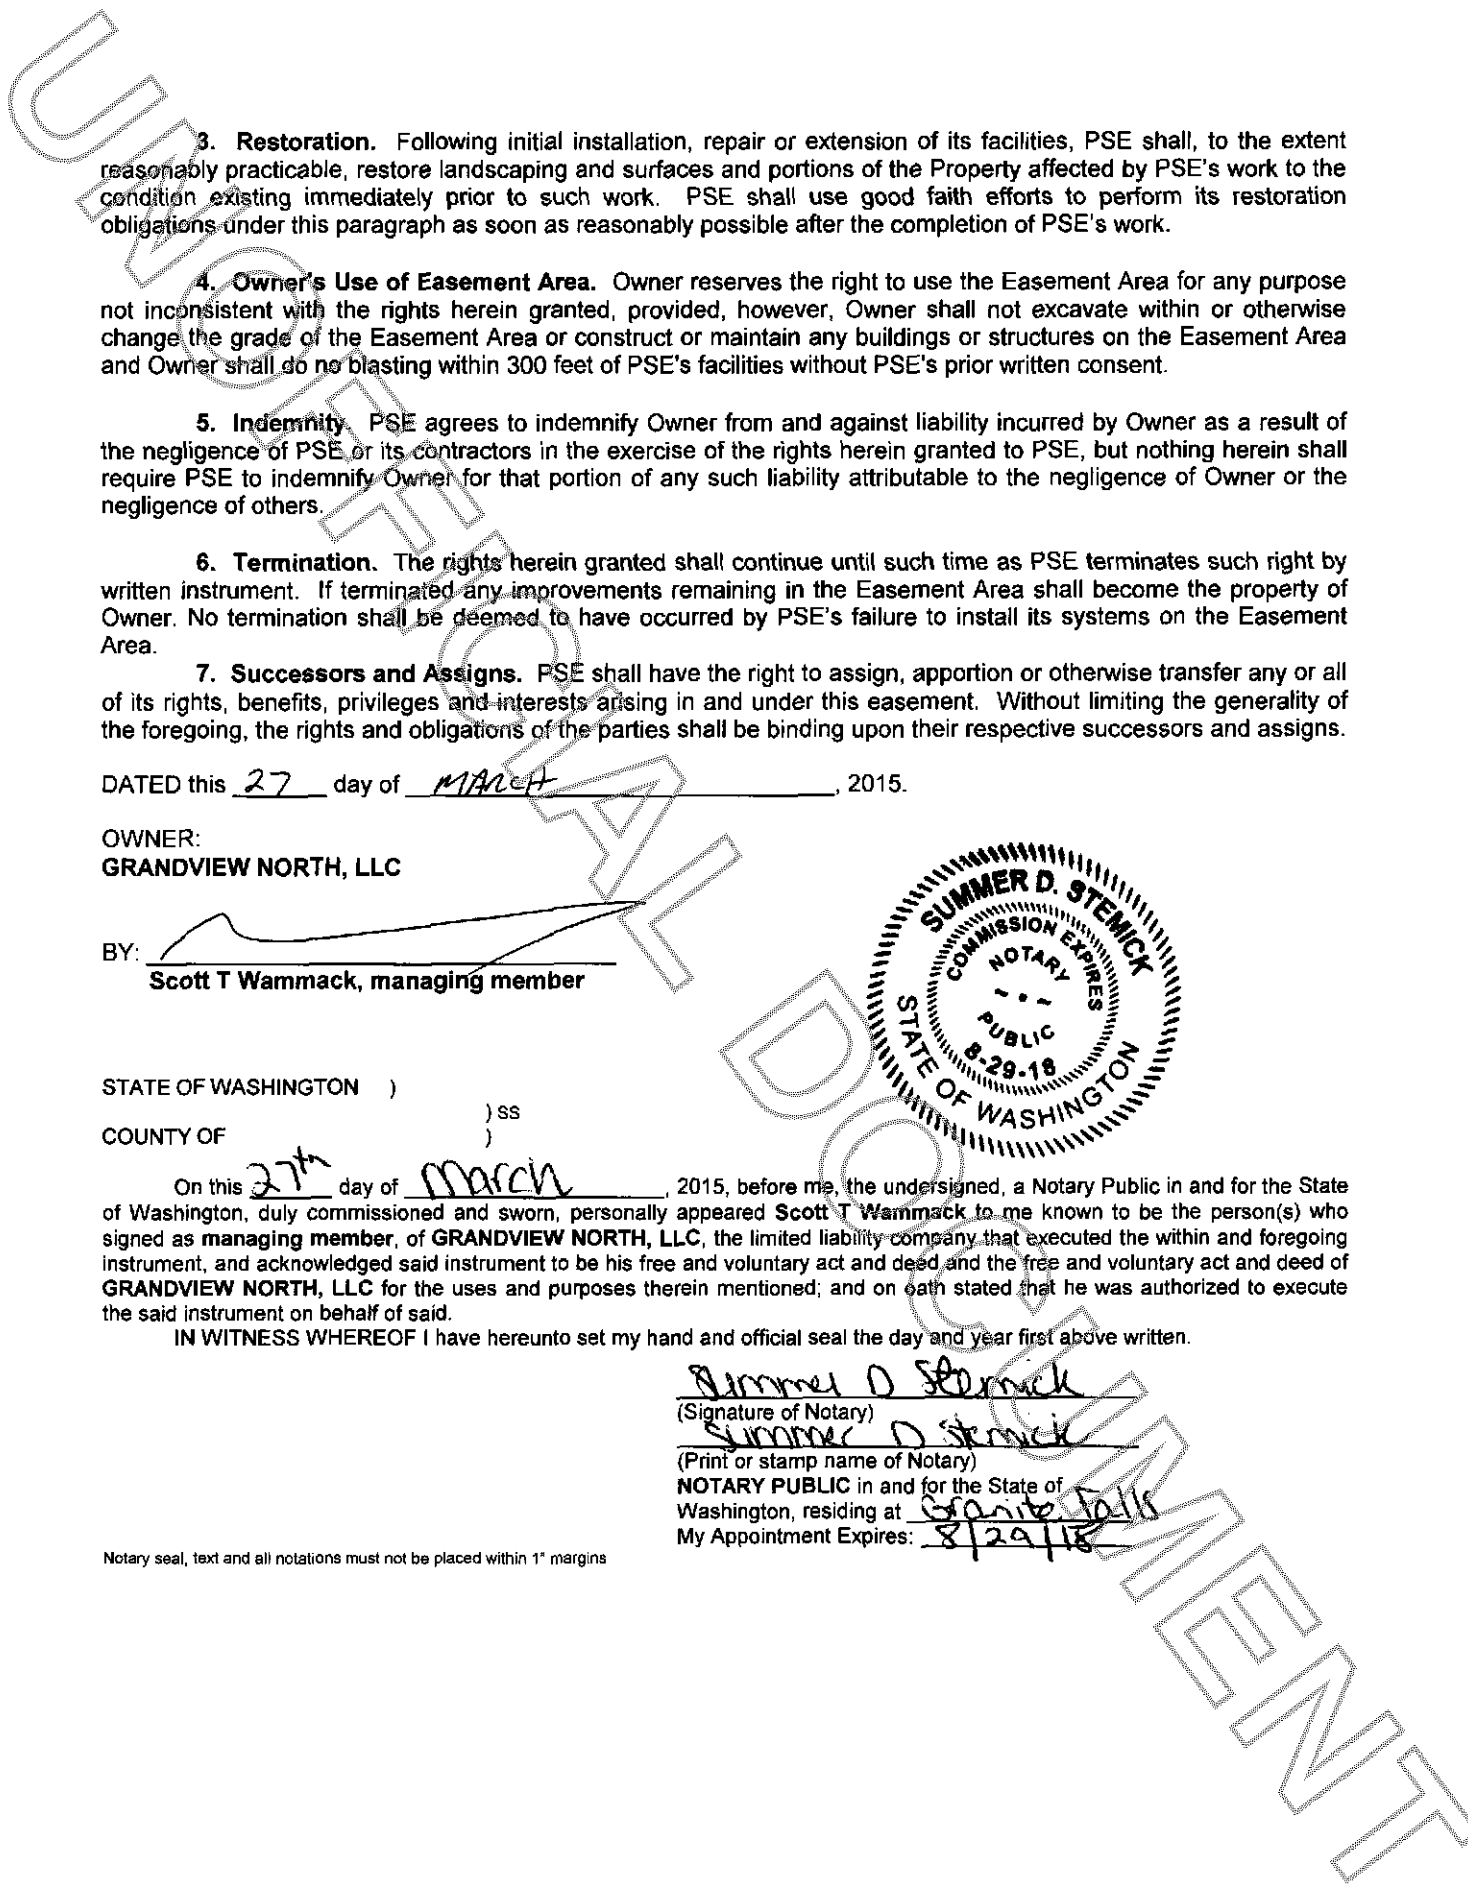 3. Restoration. Following initial installation, repair or extension of its facilities, PSE shall, to the extent
reasonably practicable, restore landscaping and surfaces and portions of the Property affected by PSE's work to the
condition existing immediately prior to such work. PSE shall use good faith efforts to perform its restoration
obligations under this paragraph as soon as reasonably possible after the completion of PSE's work.
4. Owner's Use of Easement Area. Owner reserves the right to use the Easement Area for any purpose
not inconsistent with the rights herein granted, provided, however, Owner shall not excavate within or otherwise
change the grade of the Easement Area or construct or maintain any buildings or structures on the Easement Area
and Owner shall do no blasting within 300 feet of PSE's facilities without PSE's prior written consent.
5. Indemnity. PSE agrees to indemnify Owner from and against liability incurred by Owner as a result of
the negligence of PSE or its contractors in the exercise of the rights herein granted to PSE, but nothing herein shall
require PSE to indemnify Owner for that portion of any such liability attributable to the negligence of Owner or the
negligence of others.
6. Termination. The rights herein granted shall continue until such time as PSE terminates such right by
written instrument. If terminated any improvements remaining in the Easement Area shall become the property of
Owner. No termination shall be deemed to have occurred by PSE's failure to install its systems on the Easement
Area.
7. Successors and Assigns. PSE shall have the right to assign, apportion or otherwise transfer any or all
of its rights, benefits, privileges and interests arising in and under this easement. Without limiting the generality of
the foregoing, the rights and obligations of the parties shall be binding upon their respective successors and assigns.
DATED this 27 day of MARCH, 2015.
OWNER:
GRANDVIEW NORTH, LLC
BY:
Scott T Wammack, managing member
SUMMER D. STEMICK
COMMISSION EXPIRES
NOTARY
PUBLIC
8-29-18
STATE OF WASHINGTON
STATE OF WASHINGTON )
) SS
COUNTY OF )
On this 27th day of March, 2015, before me, the undersigned, a Notary Public in and for the State
of Washington, duly commissioned and sworn, personally appeared Scott T Wammack to me known to be the person(s) who
signed as managing member, of GRANDVIEW NORTH, LLC, the limited liability company that executed the within and foregoing
instrument, and acknowledged said instrument to be his free and voluntary act and deed and the free and voluntary act and deed of
GRANDVIEW NORTH, LLC for the uses and purposes therein mentioned; and on oath stated that he was authorized to execute
the said instrument on behalf of said.
IN WITNESS WHEREOF I have hereunto set my hand and official seal the day and year first above written.
Summer D Stemick
(Signature of Notary)
Summer D Stemick
(Print or stamp name of Notary)
NOTARY PUBLIC in and for the State of
Washington, residing at Granite Falls
My Appointment Expires: 8/29/18
Notary seal, text and all notations must not be placed within 1" margins
UNOFFICIAL DOCUMENT